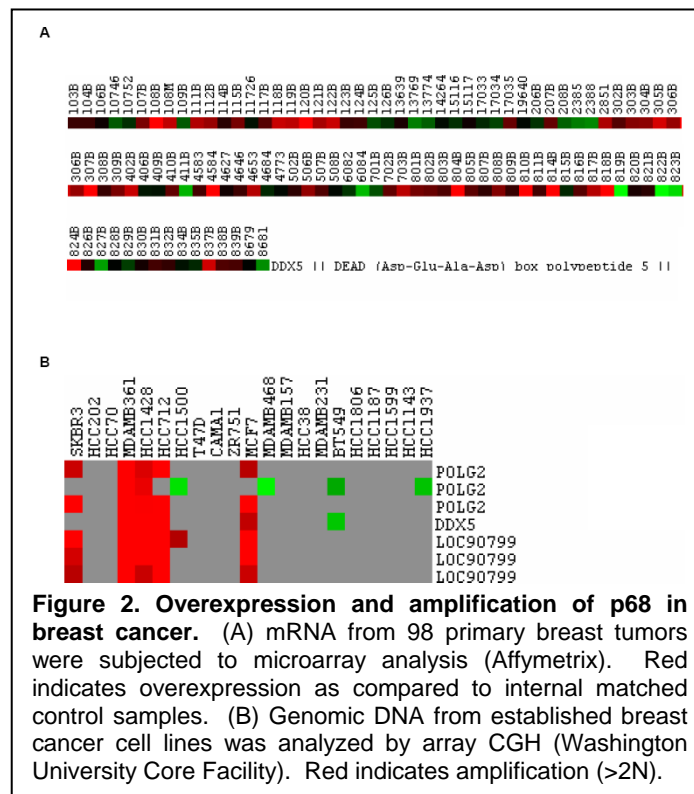 A
103B 104B 106B 10746 10752 107B 108B 108M 109B 111B 112B 114B 115B 11726 117B 118B 119B 120B 121B 122B 123B 124B 125B 126B 13639 13769 13774 14264 15116 15117 17033 17034 17035 19640 206B 207B 208B 2385 2388 2851 302B 303B 304B 305B 306B
306B 307B 308B 309B 402B 406B 409B 410B 411B 4583 4584 4627 4646 4653 4684 4773 502B 506B 507B 508B 6082 6084 701B 702B 703B 801B 802B 803B 804B 805B 807B 808B 809B 810B 811B 814B 815B 816B 817B 818B 819B 820B 821B 822B 823B
824B 826B 827B 828B 829B 830B 831B 832B 834B 835B 837B 838B 839B 8679 8681
DDX5 || DEAD (Asp-Glu-Ala-Asp) box polypeptide 5 ||
B
SKBR3 HCC202 HCC70 MDAMB361 HCC1428 HCC712 HCC1500 T47D CAMA1 ZR751 MCF7 MDAMB468 MDAMB157 HCC38 MDAMB231 BT549 HCC1806 HCC1187 HCC1599 HCC1143 HCC1937
POLG2
POLG2
POLG2
DDX5
LOC90799
LOC90799
LOC90799
Figure 2. Overexpression and amplification of p68 in
breast cancer. (A) mRNA from 98 primary breast tumors
were subjected to microarray analysis (Affymetrix). Red
indicates overexpression as compared to internal matched
control samples. (B) Genomic DNA from established breast
cancer cell lines was analyzed by array CGH (Washington
University Core Facility). Red indicates amplification (>2N).